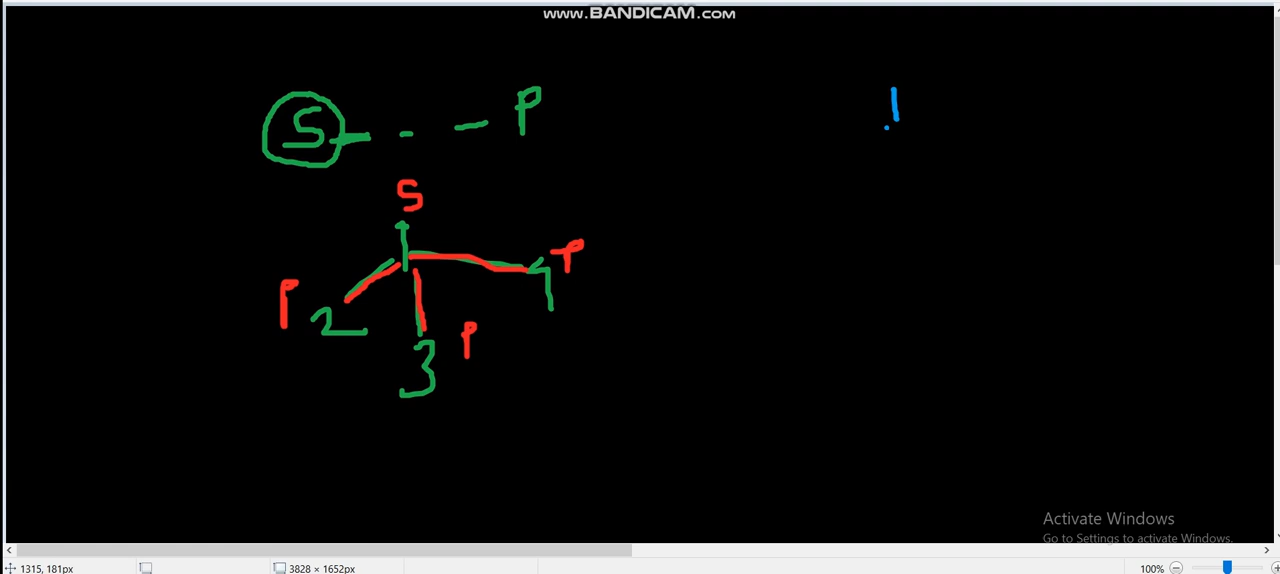 www.BANDICAM.com
S - - - P
S
1
P P
2 4
P
3
Activate Windows
Go to Settings to activate Windows.
1315, 181px 3828 × 1652px 100%